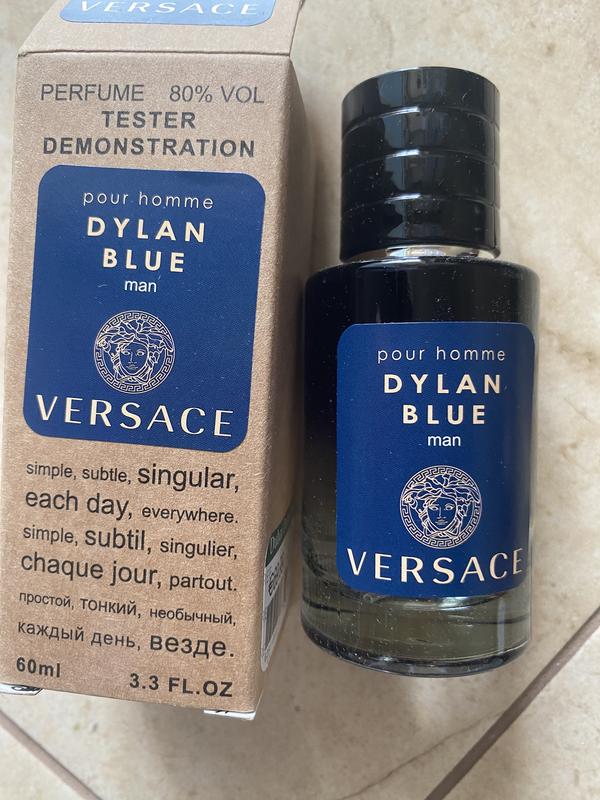 VERSACE
PERFUME 80% VOL
TESTER
DEMONSTRATION
pour homme
DYLAN
BLUE
man
VERSACE
simple, subtle, singular,
each day, everywhere.
simple, subtil, singulier,
chaque jour, partout.
простой, тонкий, необычный,
каждый день, везде.
60ml 3.3 FL.OZ
pour homme
DYLAN
BLUE
man
VERSACE